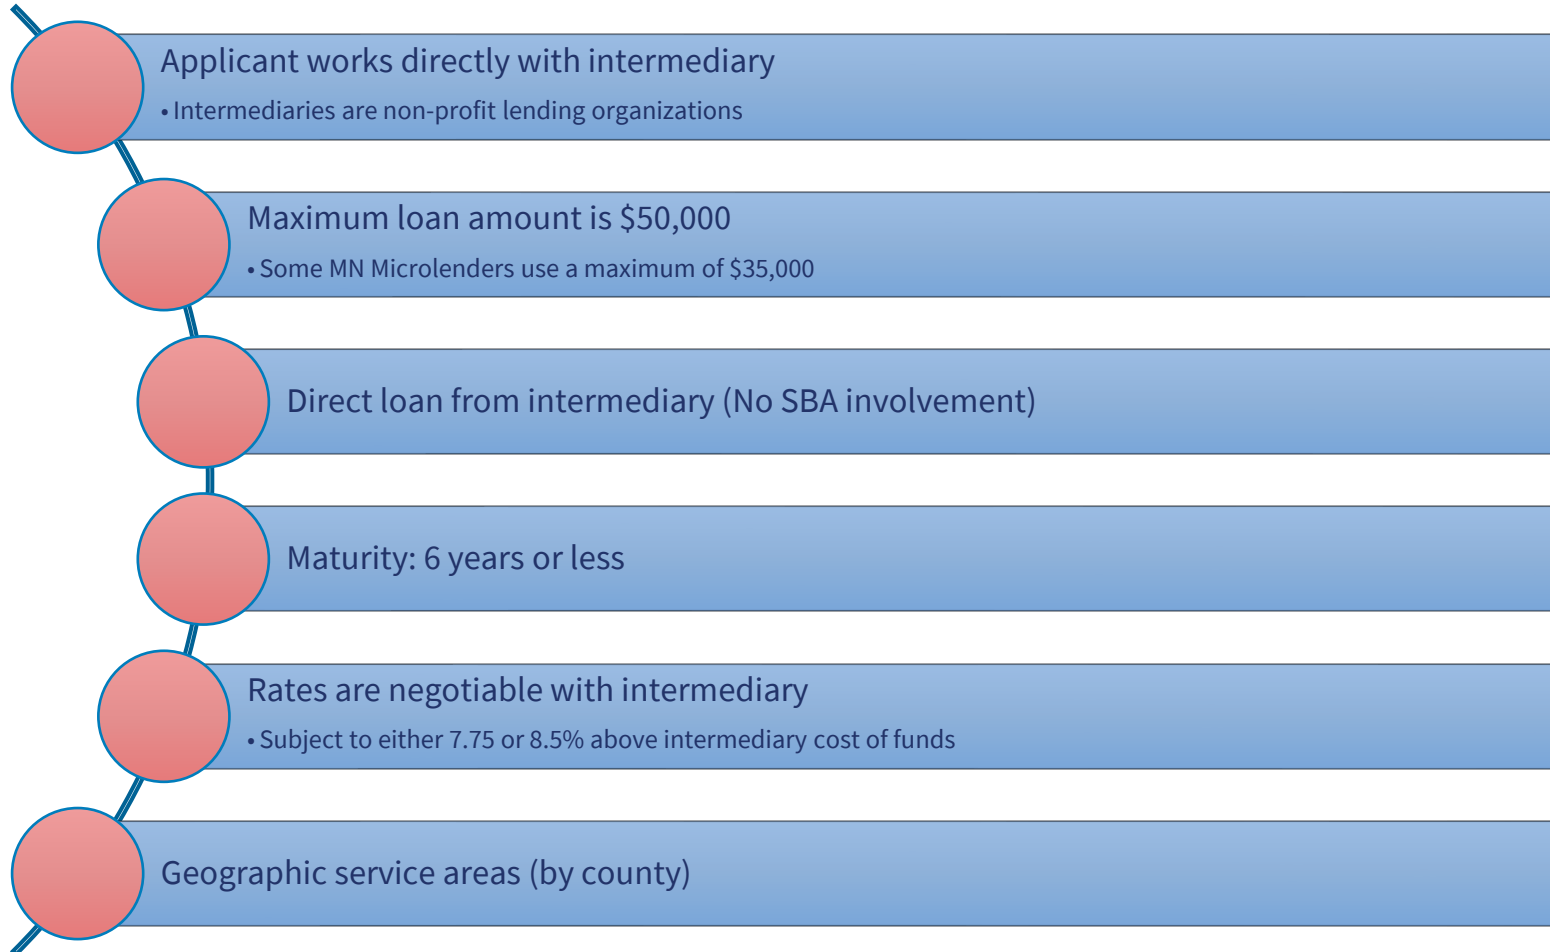 Applicant works directly with intermediary
• Intermediaries are non-profit lending organizations
Maximum loan amount is $50,000
• Some MN Microlenders use a maximum of $35,000
Direct loan from intermediary (No SBA involvement)
Maturity: 6 years or less
Rates are negotiable with intermediary
• Subject to either 7.75 or 8.5% above intermediary cost of funds
Geographic service areas (by county)